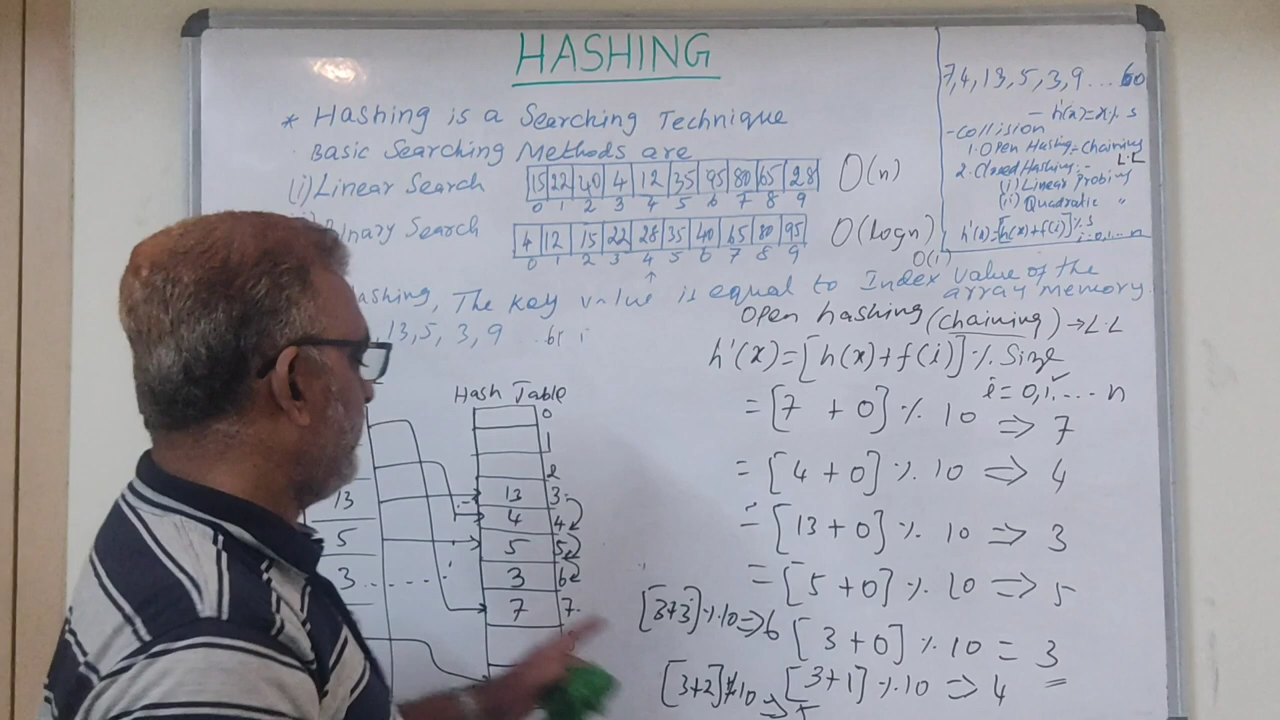 HASHING
* Hashing is a Searching Technique
Basic Searching Methods are
(i) Linear Search
15 22 40 4 12 35 95 80 65 28
0 1 2 3 4 5 6 7 8 9
O(n)
Binary Search
4 12 15 22 28 35 40 65 80 95
0 1 2 3 4 5 6 7 8 9
O(logn)
O(1)
ashing, The key value is equal to Index value of the
array memory.
13, 5, 3, 9
7, 4, 13, 5, 3, 9 ... 60
- h(x)=x% s
- Collision
1. Open Hashing - Chaining
L.L
2. Closed Hashing: -
(i) Linear Probing
(ii) Quadratic "
h'(x)=[h(x)+f(i)]% s
i=0,1...n
Open hashing (chaining) → L.L
h'(x) = [h(x) + f(i)] % Size
i = 0,1, .... n
= [7 + 0] % 10 ⇒ 7
= [4 + 0] % 10 ⇒ 4
= [13 + 0] % 10 ⇒ 3
= [5 + 0] % 10 ⇒ 5
[3+3] % 10 ⇒ 6
[3 + 0] % 10 = 3
[3+2] % 10 ⇒ 5
[3+1] % 10 ⇒ 4
Hash Table
0
1
2
13 13 3
4 4
5 5 5
3 3 6
7 7
8